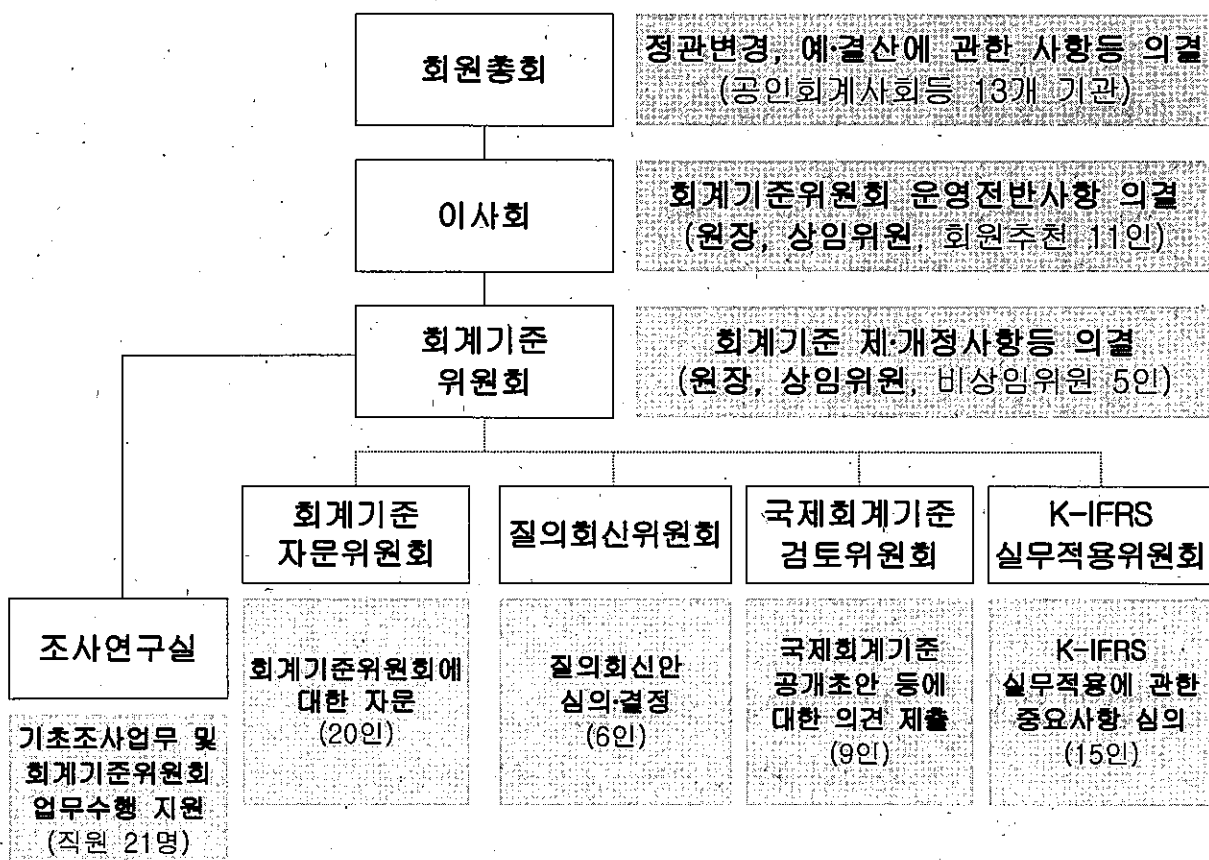 회원총회
정관변경, 예·결산에 관한 사항등 의결
(공인회계사회등 13개 기관)
이사회
회계기준위원회 운영전반사항 의결
(원장, 상임위원, 회원추천 11인)
회계기준
위원회
회계기준 제·개정사항등 의결
(원장, 상임위원, 비상임위원 5인)
회계기준
자문위원회
질의회신위원회
국제회계기준
검토위원회
K-IFRS
실무적용위원회
조사연구실
기초조사업무 및
회계기준위원회
업무수행 지원
(직원 21명)
회계기준위원회에
대한 자문
(20인)
질의회신안
심의·결정
(6인)
국제회계기준
공개초안 등에
대한 의견 제출
(9인)
K-IFRS
실무적용에 관한
중요사항 심의
(15인)